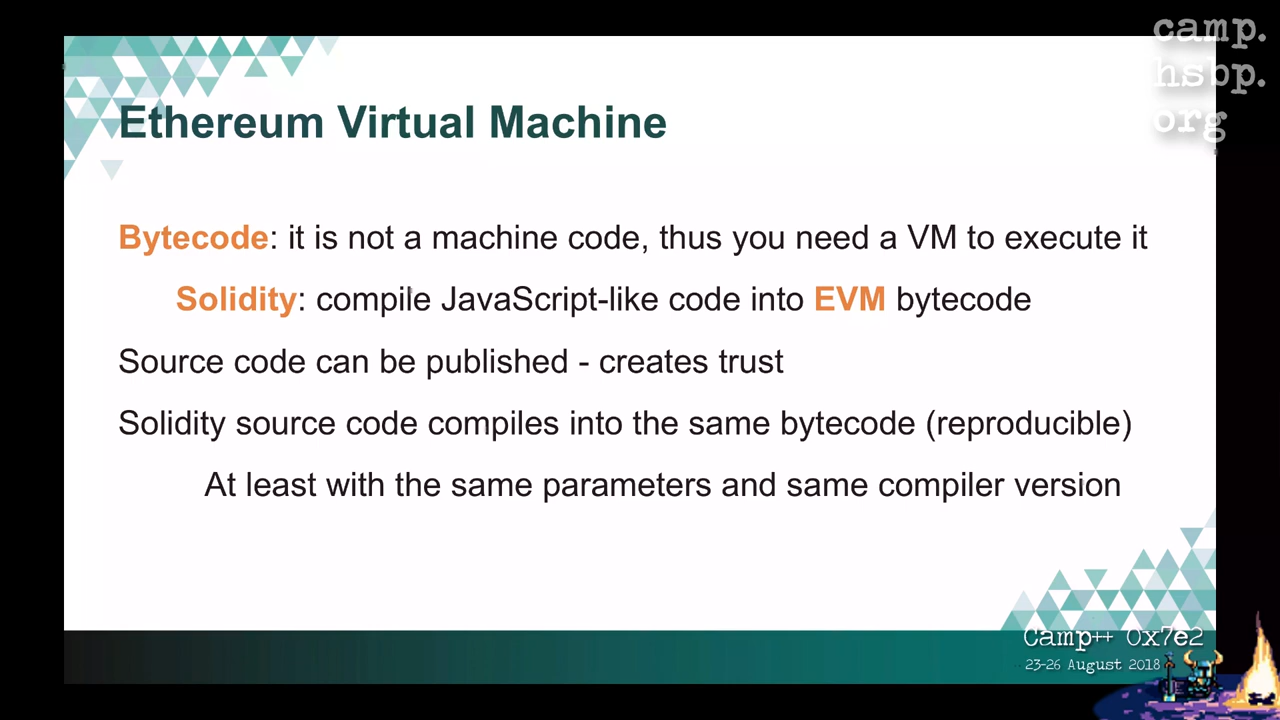 camp.
hsbp.
org
Ethereum Virtual Machine
Bytecode: it is not a machine code, thus you need a VM to execute it
Solidity: compile JavaScript-like code into EVM bytecode
Source code can be published - creates trust
Solidity source code compiles into the same bytecode (reproducible)
At least with the same parameters and same compiler version
Camp++ 0x7e2
23-26 August 2018